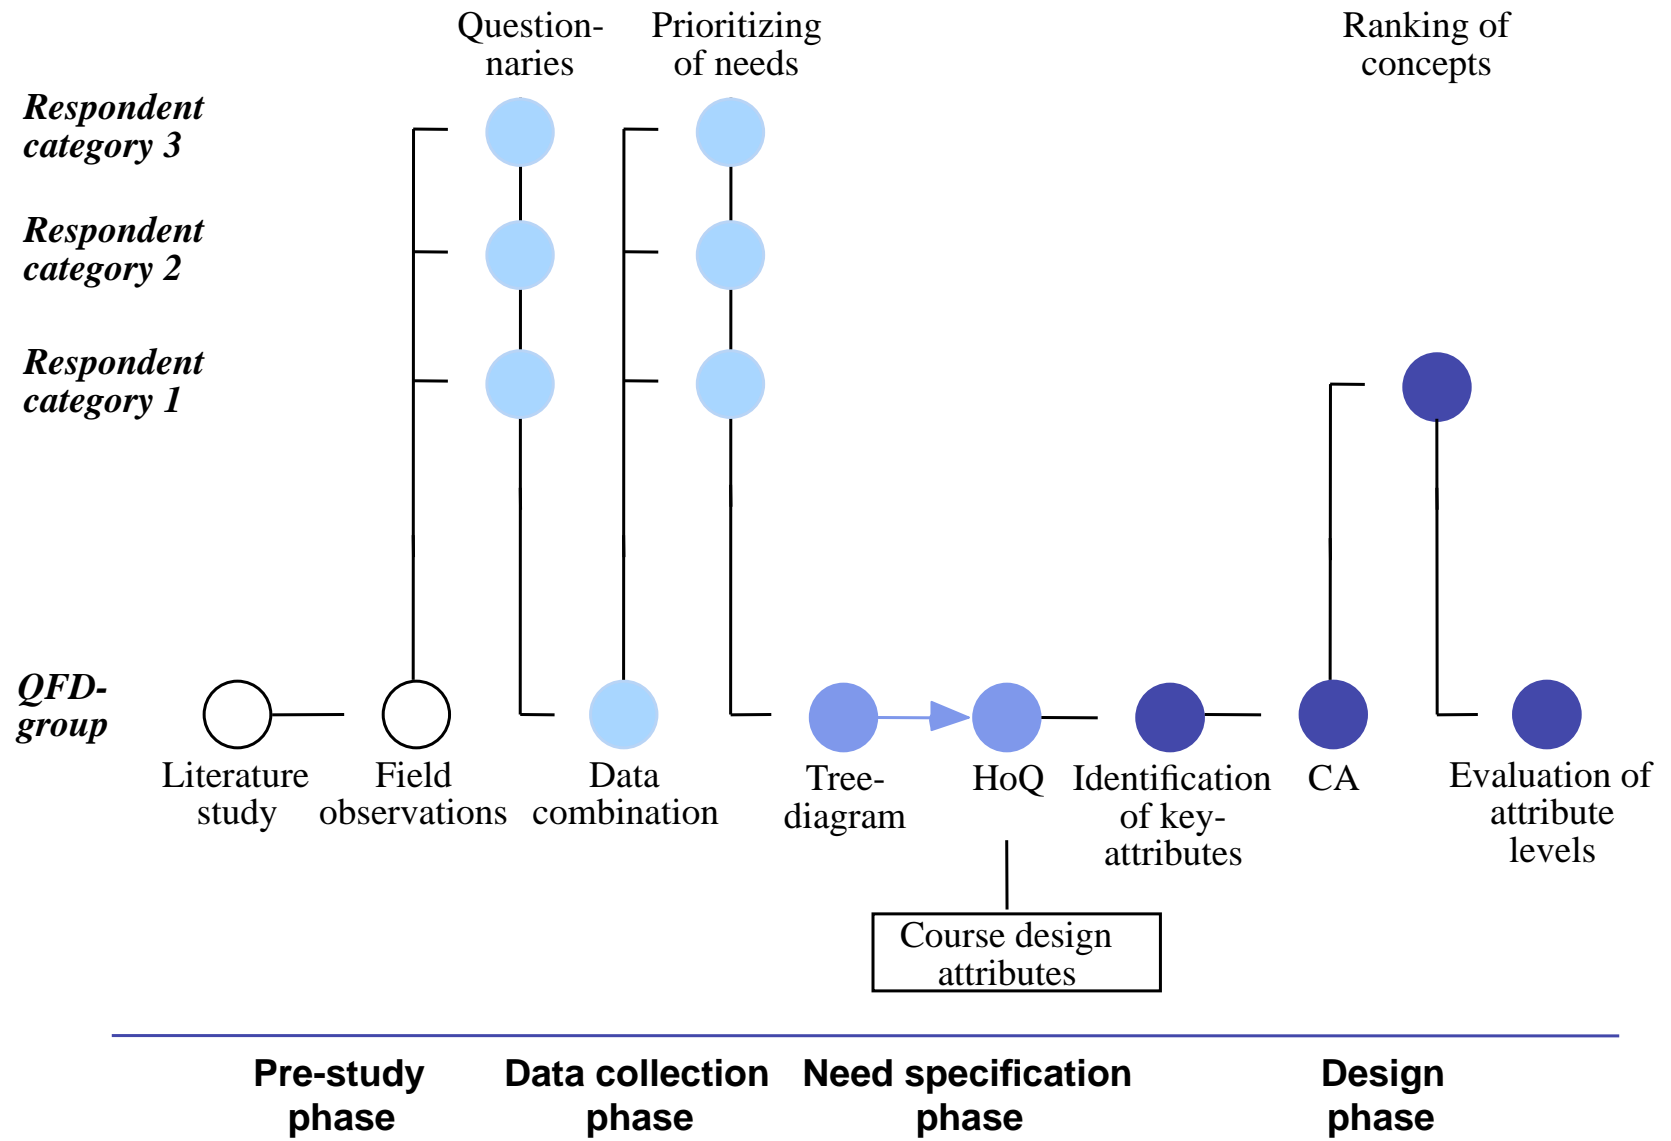 Question-
naries
Prioritizing
of needs
Ranking of
concepts
Respondent
category 3
Respondent
category 2
Respondent
category 1
QFD-
group
Literature
study
Field
observations
Data
combination
Tree-
diagram
HoQ
Identification
of key-
attributes
CA
Evaluation of
attribute
levels
Course design
attributes
Pre-study
phase
Data collection
phase
Need specification
phase
Design
phase